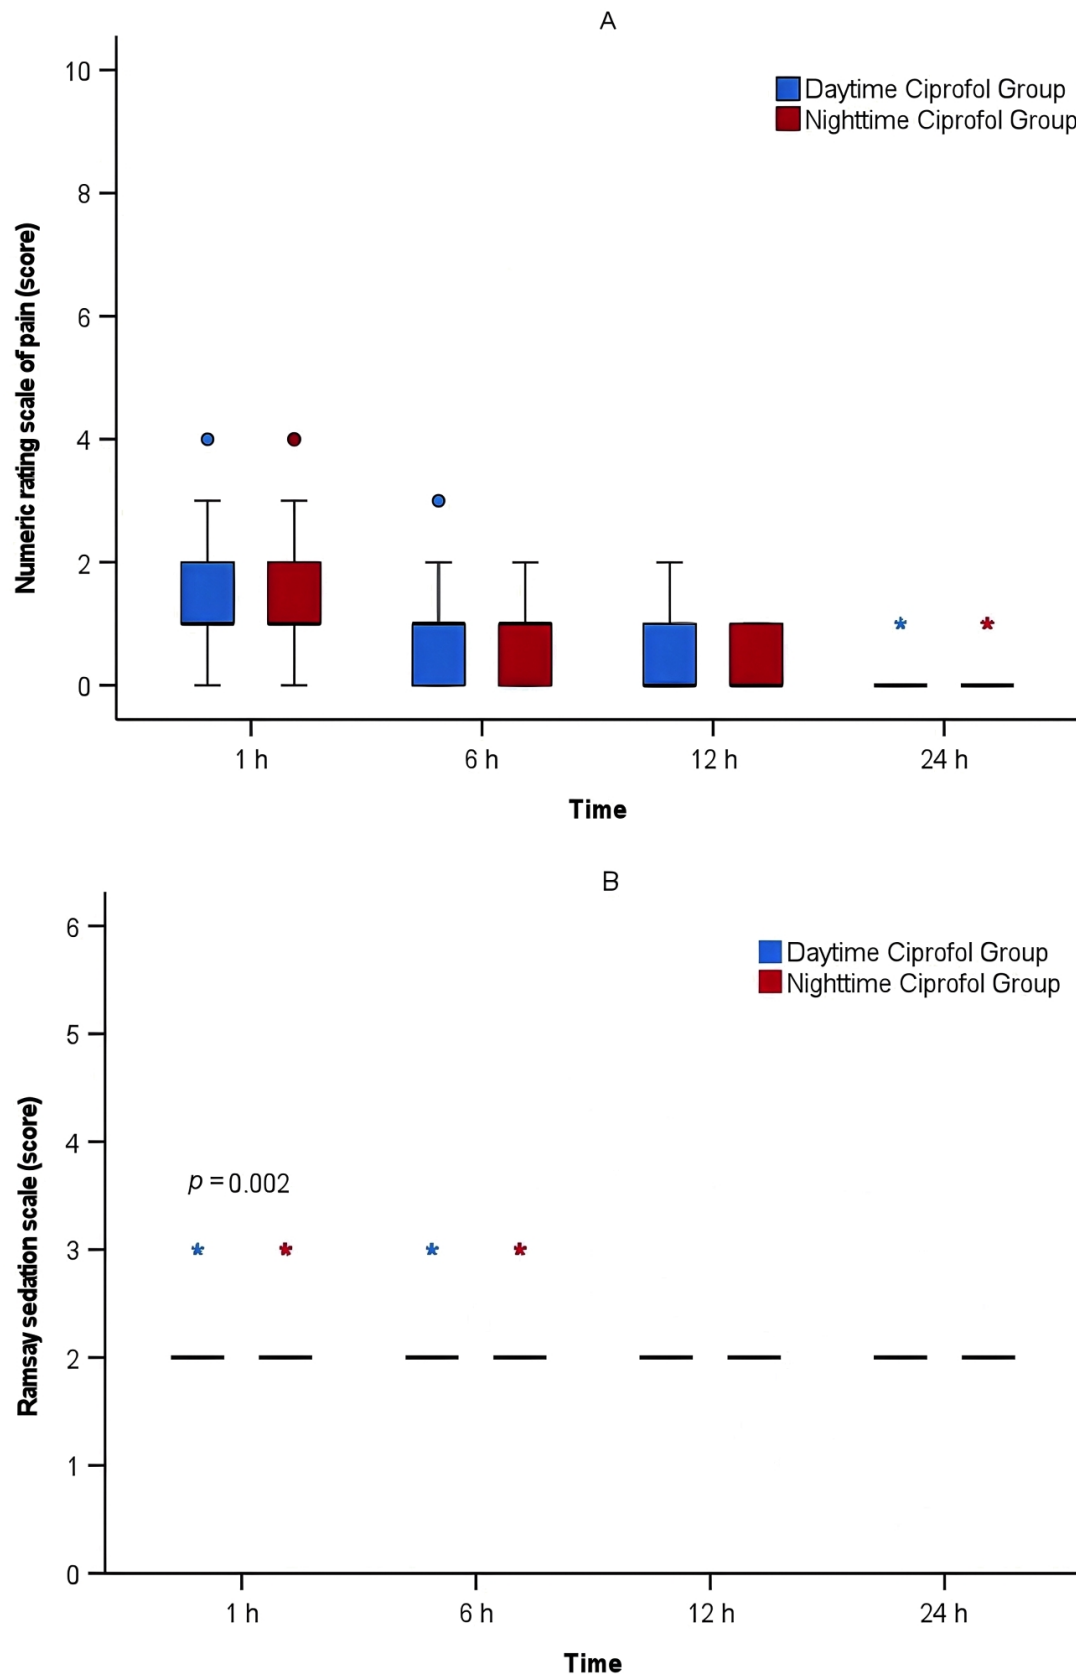 A
Daytime Ciprofol Group
Nighttime Ciprofol Group
10
8
6
4
2
0
Numeric rating scale of pain (score)
* *
1 h 6 h 12 h 24 h
Time
B
Daytime Ciprofol Group
Nighttime Ciprofol Group
6
5
4
3
2
1
0
Ramsay sedation scale (score)
p = 0.002
* * * *
1 h 6 h 12 h 24 h
Time